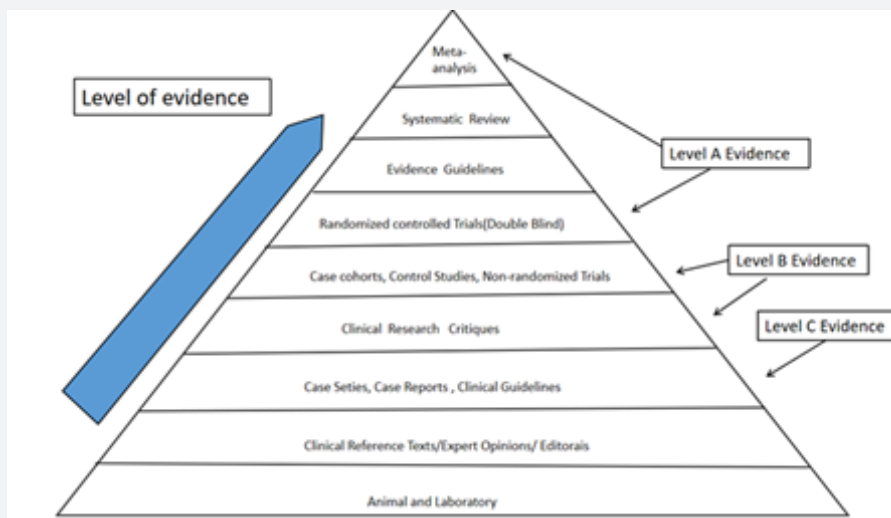 Meta-
analysis
Level of evidence
Systematic Review
Level A Evidence
Evidence Guidelines
Randomized controlled Trials(Double Blind)
Level B Evidence
Case cohorts, Control Studies, Non-randomized Trials
Level C Evidence
Clinical Research Critiques
Case Seties, Case Reports , Clinical Guidelines
Clinical Reference Texts/Expert Opinions/ Editorais
Animal and Laboratory